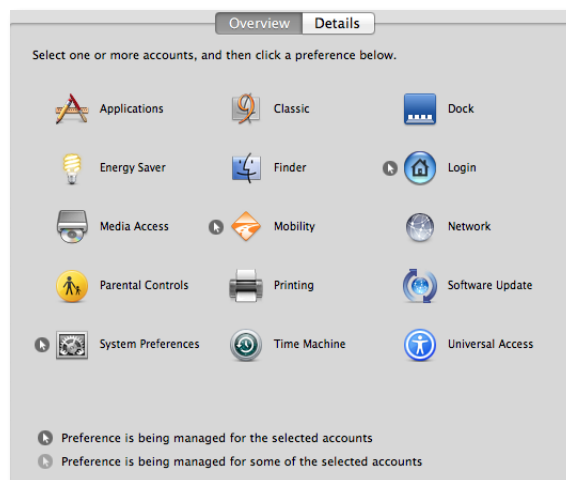 Overview Details
Select one or more accounts, and then click a preference below.
Applications Classic Dock
Energy Saver Finder Login
Media Access Mobility Network
Parental Controls Printing Software Update
System Preferences Time Machine Universal Access
Preference is being managed for the selected accounts
Preference is being managed for some of the selected accounts